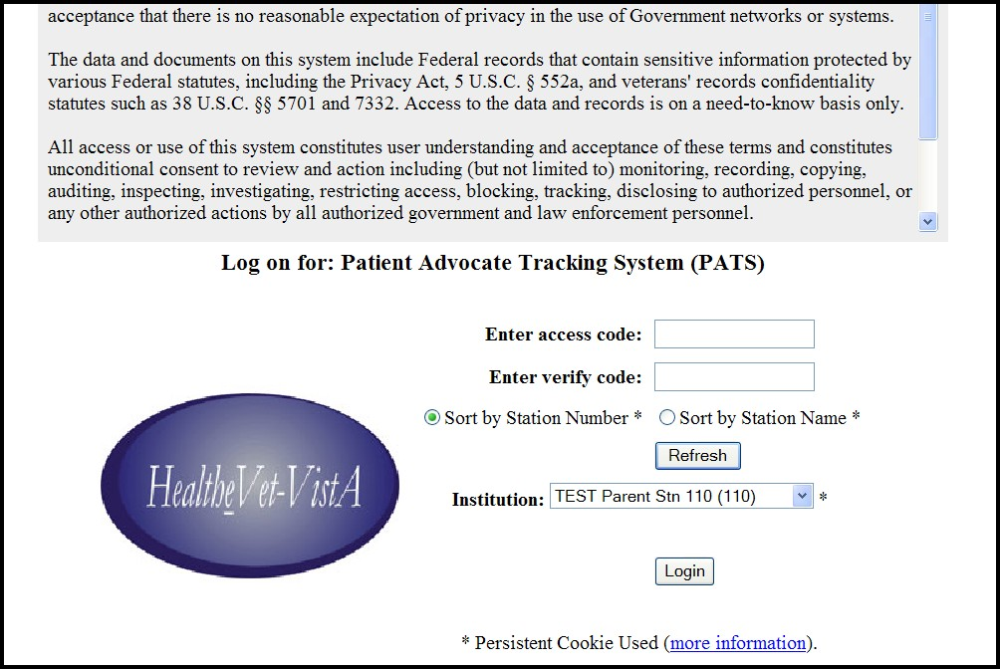 acceptance that there is no reasonable expectation of privacy in the use of Government networks or systems.
The data and documents on this system include Federal records that contain sensitive information protected by
various Federal statutes, including the Privacy Act, 5 U.S.C. § 552a, and veterans' records confidentiality
statutes such as 38 U.S.C. §§ 5701 and 7332. Access to the data and records is on a need-to-know basis only.
All access or use of this system constitutes user understanding and acceptance of these terms and constitutes
unconditional consent to review and action including (but not limited to) monitoring, recording, copying,
auditing, inspecting, investigating, restricting access, blocking, tracking, disclosing to authorized personnel, or
any other authorized actions by all authorized government and law enforcement personnel.
Log on for: Patient Advocate Tracking System (PATS)
Enter access code:
Enter verify code:
Sort by Station Number * Sort by Station Name *
Refresh
HealtheVet-VistA
Institution: TEST Parent Stn 110 (110) *
Login
* Persistent Cookie Used (more information).